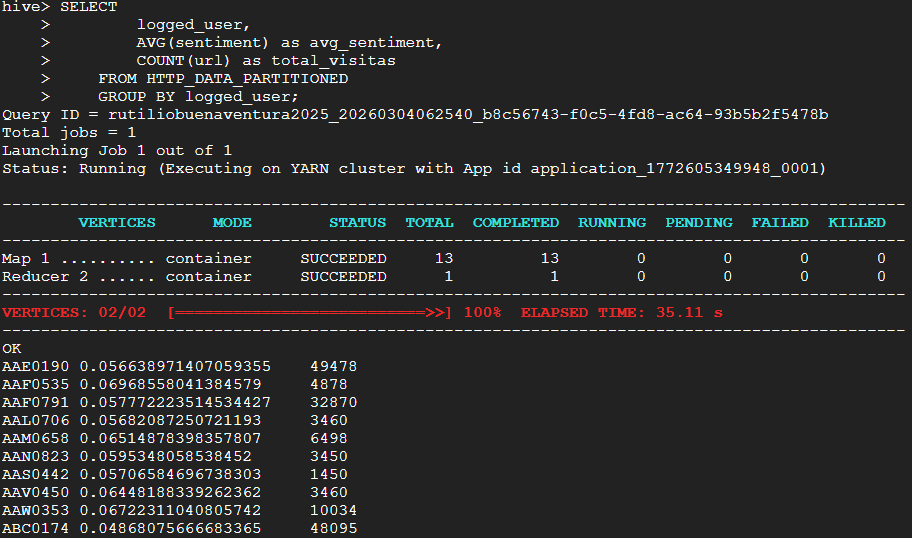 hive> SELECT
    >         logged_user,
    >         AVG(sentiment) as avg_sentiment,
    >         COUNT(url) as total_visitas
    >     FROM HTTP_DATA_PARTITIONED
    >     GROUP BY logged_user;
Query ID = rutiliobuenaventura2025_20260304062540_b8c56743-f0c5-4fd8-ac64-93b5b2f5478b
Total jobs = 1
Launching Job 1 out of 1
Status: Running (Executing on YARN cluster with App id application_1772605349948_0001)
----------------------------------------------------------------------------------------------
        VERTICES      MODE        STATUS  TOTAL  COMPLETED  RUNNING  PENDING  FAILED  KILLED
----------------------------------------------------------------------------------------------
Map 1 .......... container     SUCCEEDED     13         13        0        0       0       0
Reducer 2 ...... container     SUCCEEDED      1          1        0        0       0       0
----------------------------------------------------------------------------------------------
VERTICES: 02/02  [==========================>>] 100%  ELAPSED TIME: 35.11 s
----------------------------------------------------------------------------------------------
OK
AAE0190 0.056638971407059355    49478
AAF0535 0.06968558041384579     4878
AAF0791 0.057772223514534427    32870
AAL0706 0.05682087250721193     3460
AAM0658 0.06514878398357807     6498
AAN0823 0.0595348058538452      3450
AAS0442 0.05706584696738303     1450
AAV0450 0.06448188339262362     3460
AAW0353 0.06722311040805742     10034
ABC0174 0.04868075666683365     48095